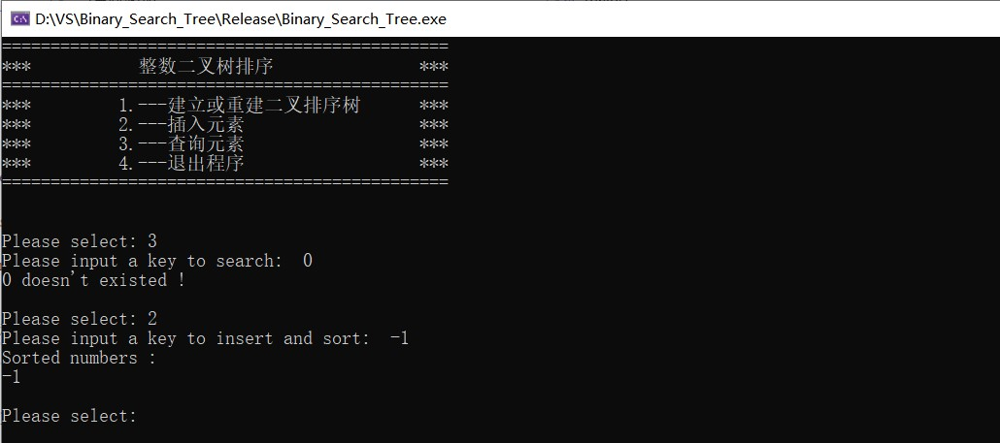 D:\VS\Binary_Search_Tree\Release\Binary_Search_Tree.exe
==============================================
*** 整数二叉树排序 ***
==============================================
*** 1.---建立或重建二叉排序树 ***
*** 2.---插入元素 ***
*** 3.---查询元素 ***
*** 4.---退出程序 ***
==============================================
Please select: 3
Please input a key to search:  0
0 doesn't existed !
Please select: 2
Please input a key to insert and sort:  -1
Sorted numbers :
-1
Please select: